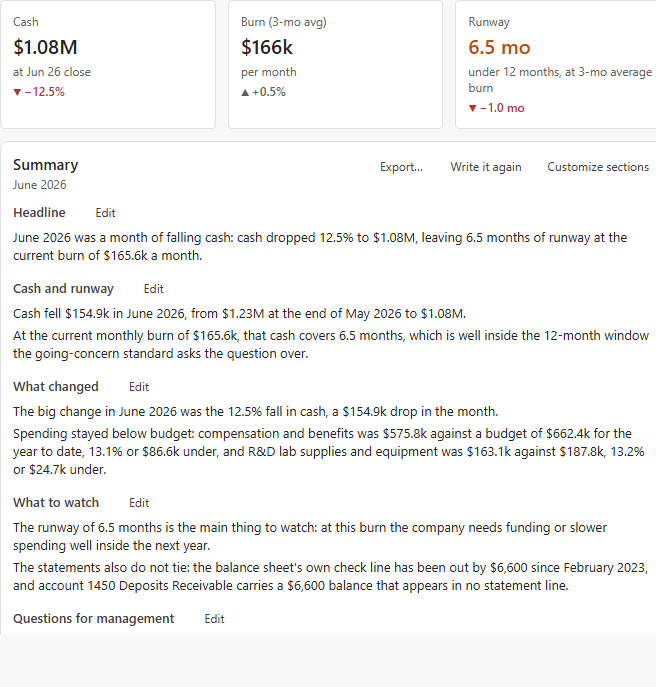 Cash
$1.08M
at Jun 26 close
▼ −12.5%
Burn (3-mo avg)
$166k
per month
▲ +0.5%
Runway
6.5 mo
under 12 months, at 3-mo average
burn
▼ −1.0 mo
Summary
June 2026
Export...
Write it again
Customize sections
Headline
Edit
June 2026 was a month of falling cash: cash dropped 12.5% to $1.08M, leaving 6.5 months of runway at the
current burn of $165.6k a month.
Cash and runway
Edit
Cash fell $154.9k in June 2026, from $1.23M at the end of May 2026 to $1.08M.
At the current monthly burn of $165.6k, that cash covers 6.5 months, which is well inside the 12-month window
the going-concern standard asks the question over.
What changed
Edit
The big change in June 2026 was the 12.5% fall in cash, a $154.9k drop in the month.
Spending stayed below budget: compensation and benefits was $575.8k against a budget of $662.4k for the
year to date, 13.1% or $86.6k under, and R&D lab supplies and equipment was $163.1k against $187.8k, 13.2%
or $24.7k under.
What to watch
Edit
The runway of 6.5 months is the main thing to watch: at this burn the company needs funding or slower
spending well inside the next year.
The statements also do not tie: the balance sheet's own check line has been out by $6,600 since February 2023,
and account 1450 Deposits Receivable carries a $6,600 balance that appears in no statement line.
Questions for management
Edit